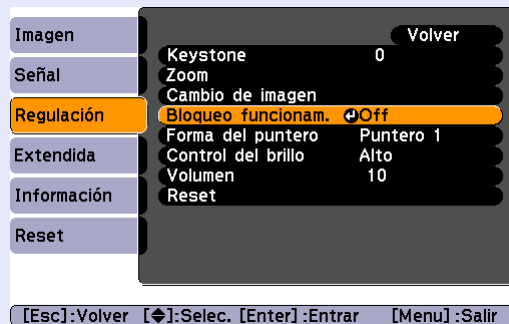 Imagen
Señal
Regulación
Extendida
Información
Reset
Volver
Keystone 0
Zoom
Cambio de imagen
Bloqueo funcionam. Off
Forma del puntero Puntero 1
Control del brillo Alto
Volumen 10
Reset
[Esc]:Volver [◆]:Selec. [Enter]:Entrar [Menu]:Salir